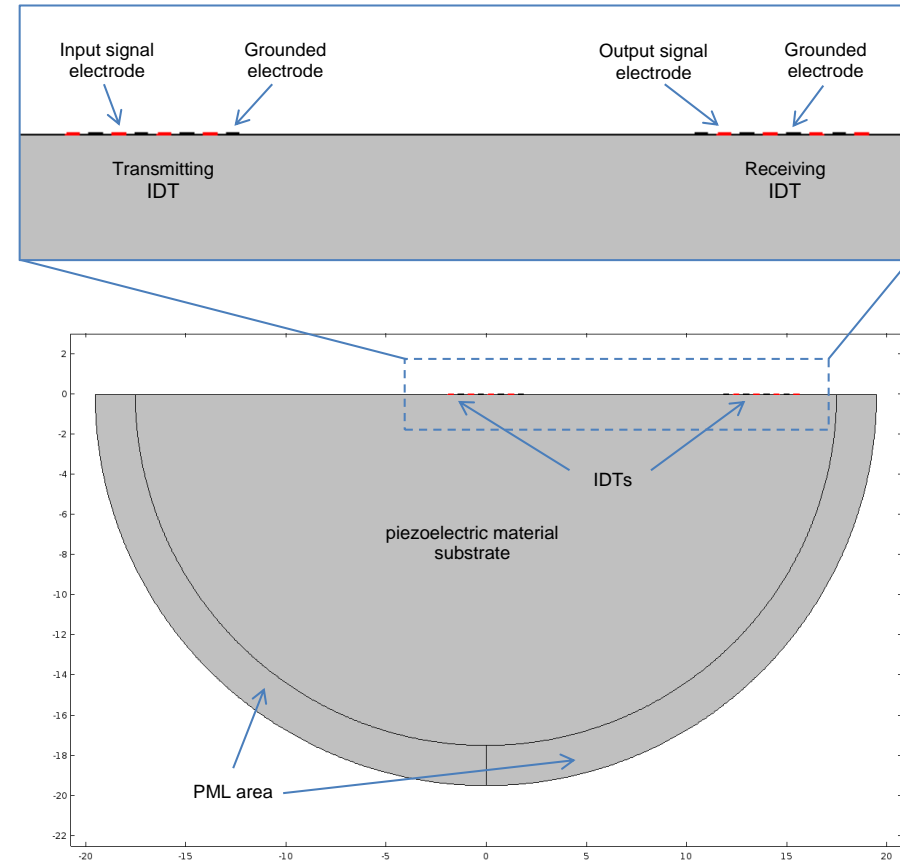 Input signal
electrode
Grounded
electrode
Output signal
electrode
Grounded
electrode
Transmitting
IDT
Receiving
IDT
2
0
-2
-4
-6
-8
-10
-12
-14
-16
-18
-20
-22
IDTs
piezoelectric material
substrate
PML area
-20 -15 -10 -5 0 5 10 15 20